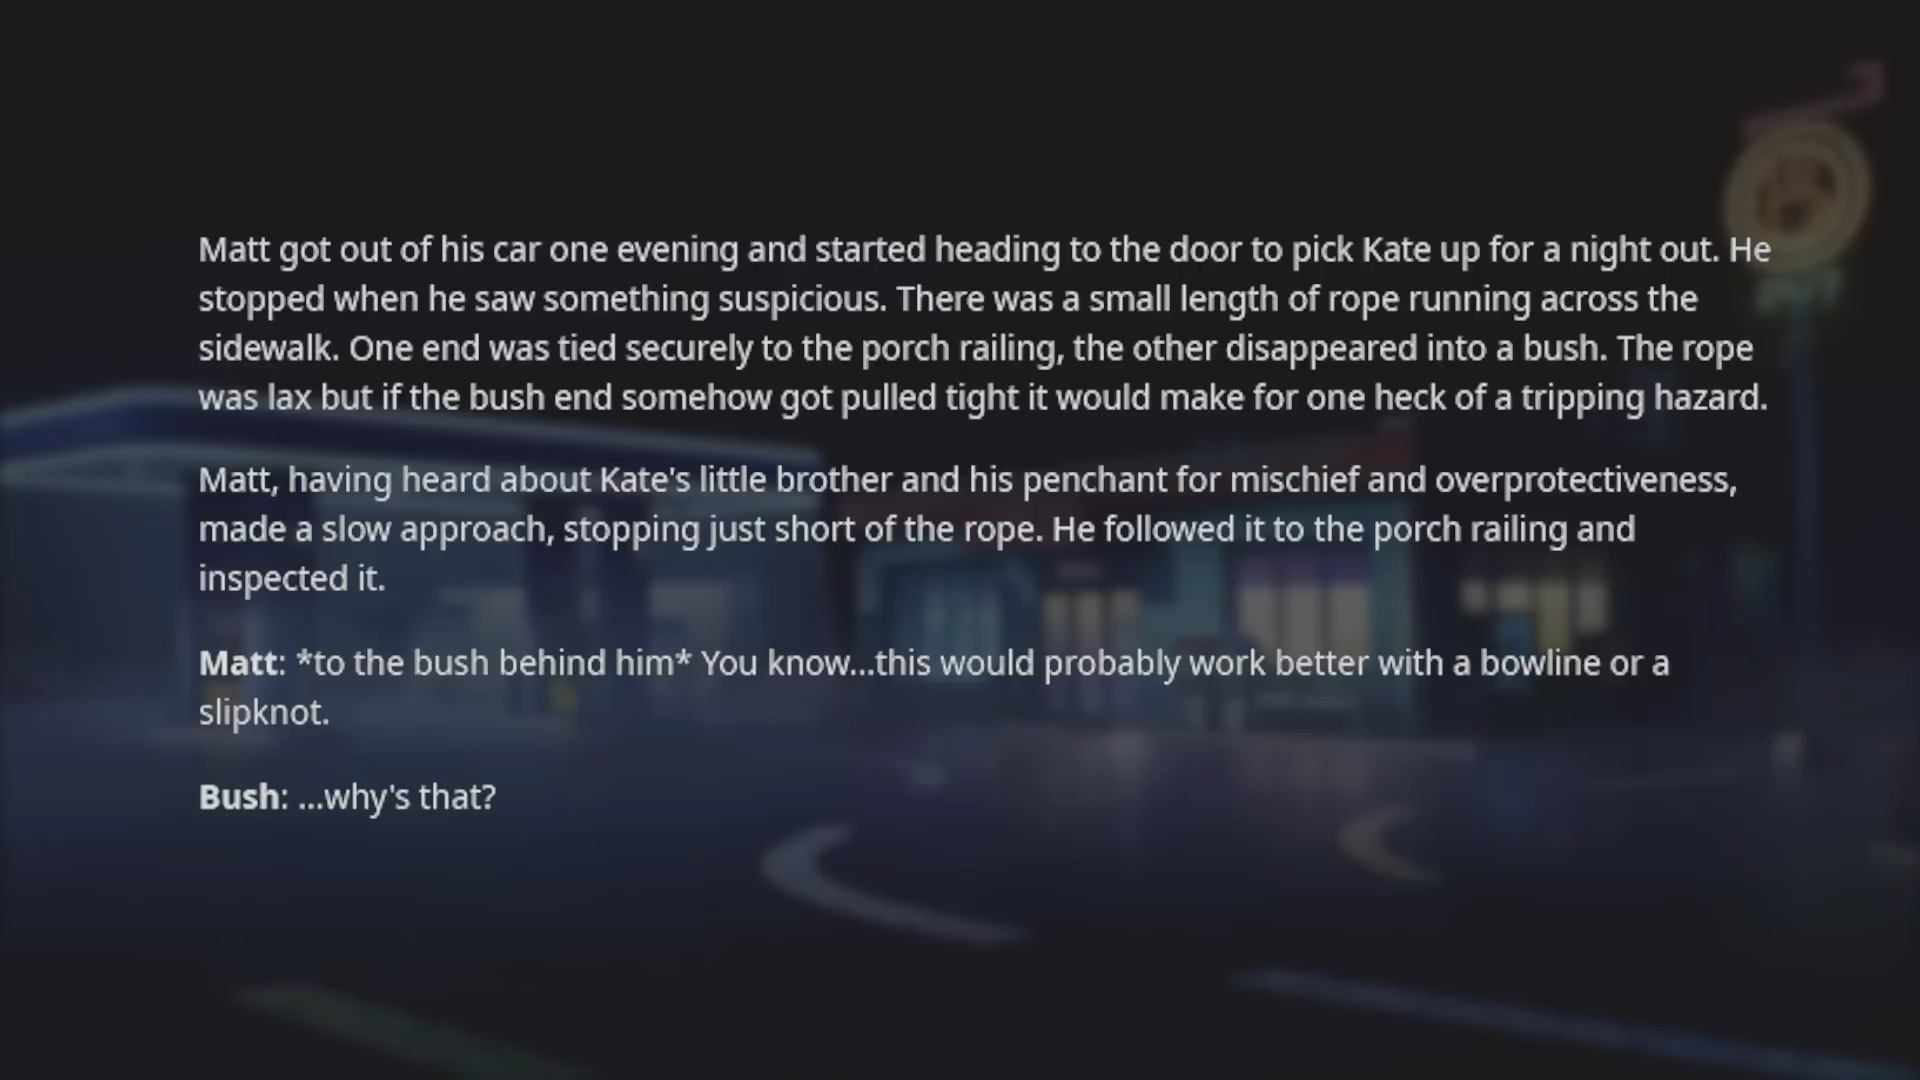 Matt got out of his car one evening and started heading to the door to pick Kate up for a night out. He
stopped when he saw something suspicious. There was a small length of rope running across the
sidewalk. One end was tied securely to the porch railing, the other disappeared into a bush. The rope
was lax but if the bush end somehow got pulled tight it would make for one heck of a tripping hazard.
Matt, having heard about Kate's little brother and his penchant for mischief and overprotectiveness,
made a slow approach, stopping just short of the rope. He followed it to the porch railing and
inspected it.
Matt: *to the bush behind him* You know...this would probably work better with a bowline or a
slipknot.
Bush: ...why's that?